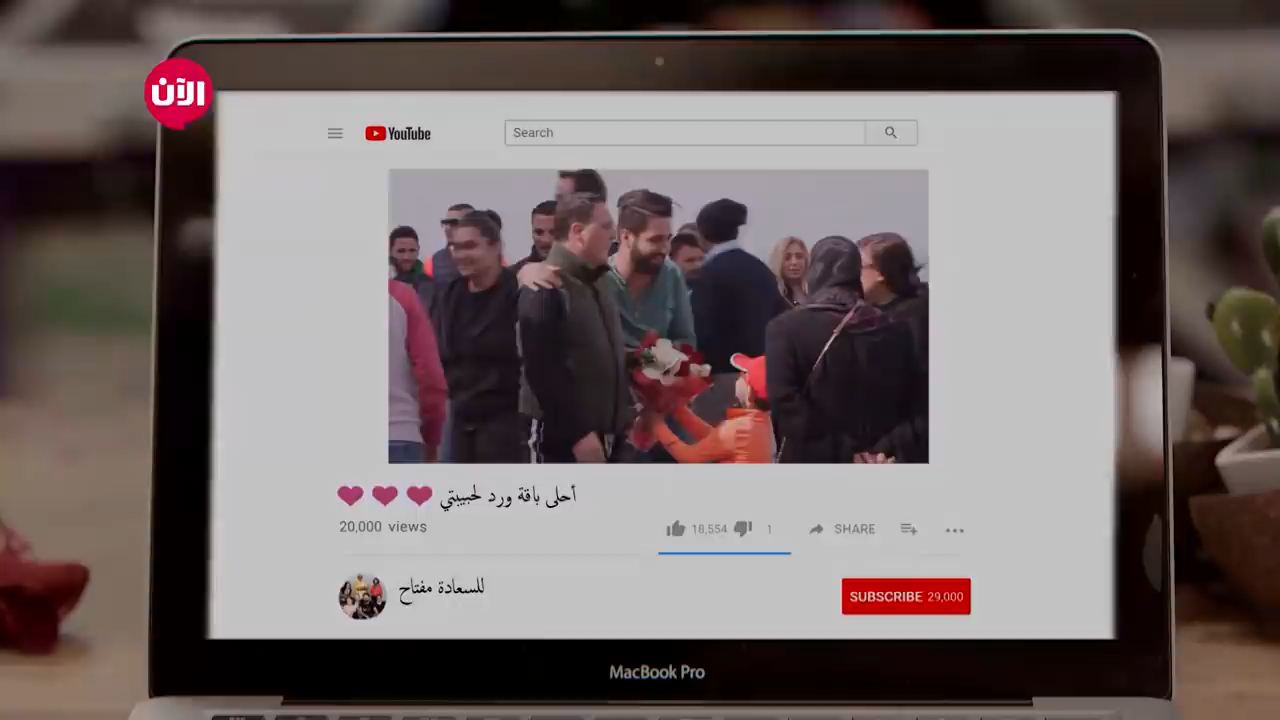 الآن
YouTube
Search
أحلى باقة ورد لحبيبتي
20,000 views
18,554
1
SHARE
للسعادة مفتاح
SUBSCRIBE 29,000
MacBook Pro